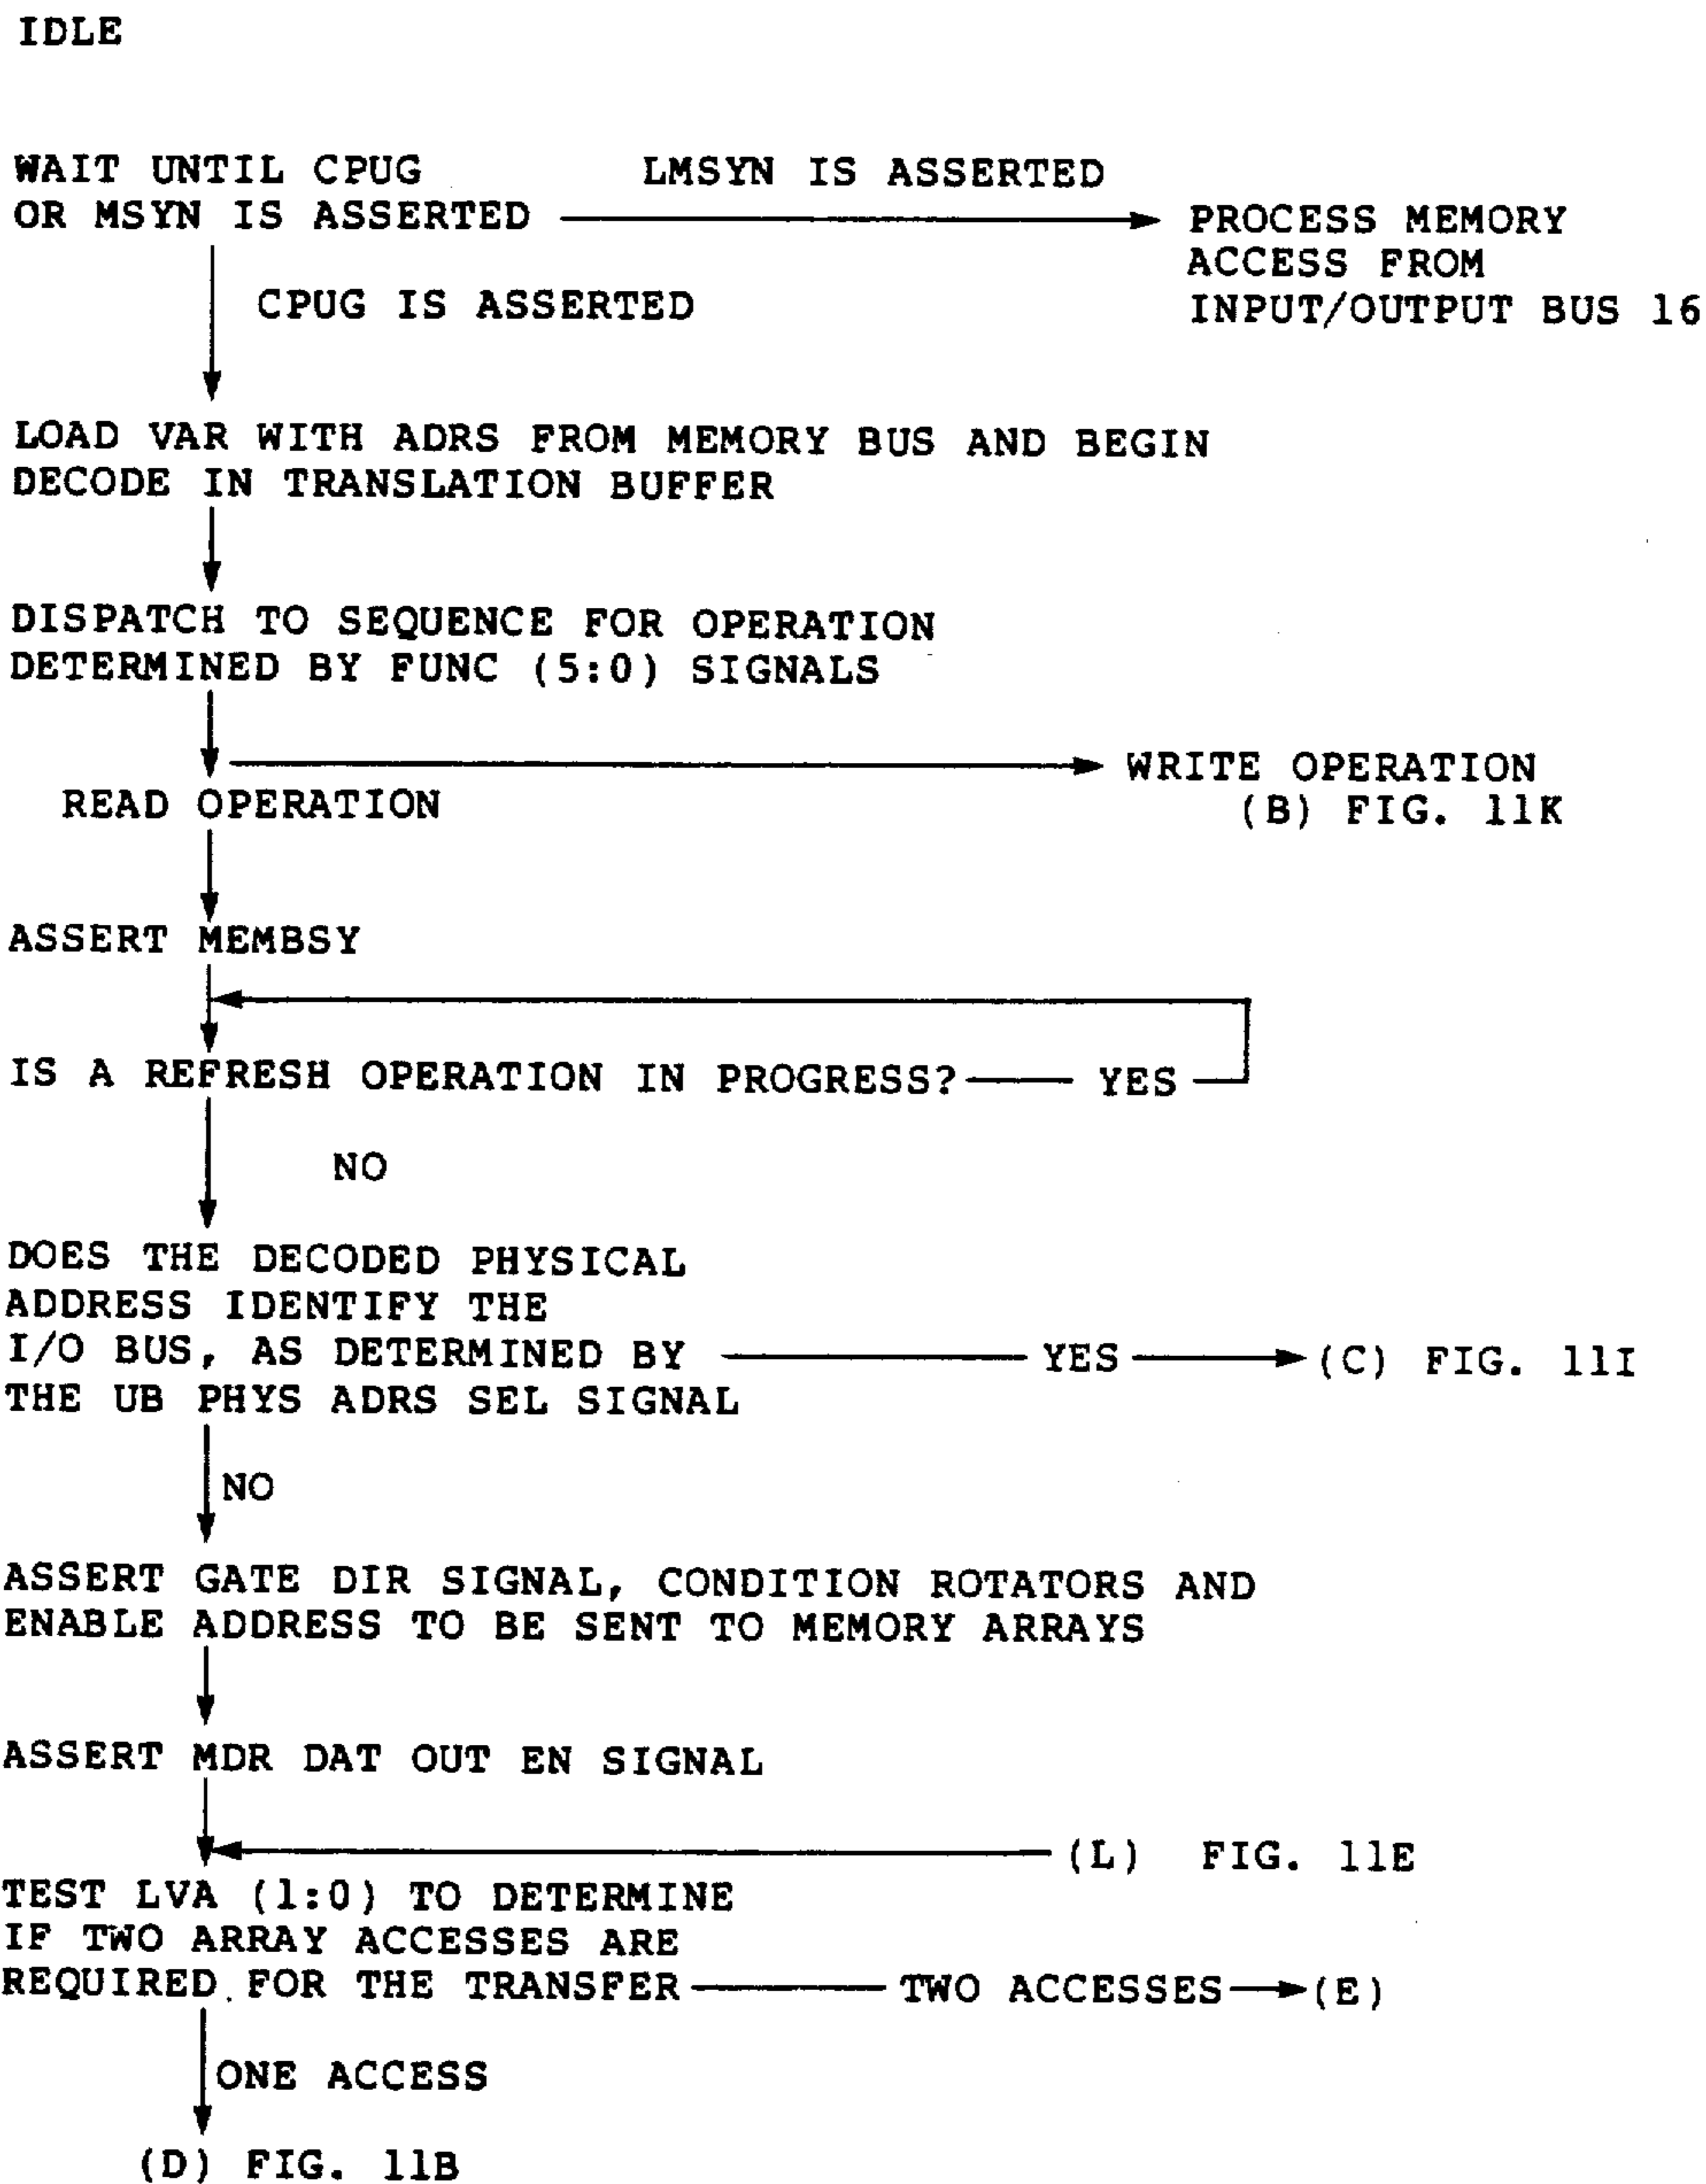 IDLE
WAIT UNTIL CPUG
OR MSYN IS ASSERTED
LMSYN IS ASSERTED
PROCESS MEMORY
ACCESS FROM
INPUT/OUTPUT BUS 16
CPUG IS ASSERTED
LOAD VAR WITH ADRS FROM MEMORY BUS AND BEGIN
DECODE IN TRANSLATION BUFFER
DISPATCH TO SEQUENCE FOR OPERATION
DETERMINED BY FUNC (5:0) SIGNALS
WRITE OPERATION
(B) FIG. 11K
READ OPERATION
ASSERT MEMBSY
IS A REFRESH OPERATION IN PROGRESS? YES
NO
DOES THE DECODED PHYSICAL
ADDRESS IDENTIFY THE
I/O BUS, AS DETERMINED BY
THE UB PHYS ADRS SEL SIGNAL
YES (C) FIG. 11I
NO
ASSERT GATE DIR SIGNAL, CONDITION ROTATORS AND
ENABLE ADDRESS TO BE SENT TO MEMORY ARRAYS
ASSERT MDR DAT OUT EN SIGNAL
(L) FIG. 11E
TEST LVA (1:0) TO DETERMINE
IF TWO ARRAY ACCESSES ARE
REQUIRED FOR THE TRANSFER TWO ACCESSES (E)
ONE ACCESS
(D) FIG. 11B